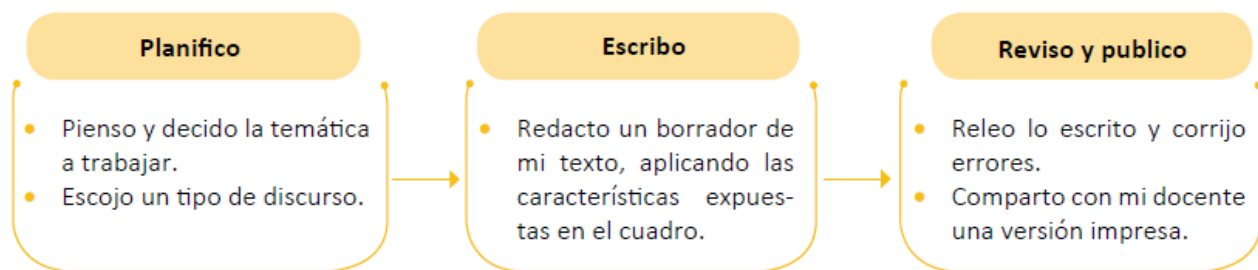 Planifico
Pienso y decido la temática
a trabajar.
Escojo un tipo de discurso.
Escribo
Redacto un borrador de
mi texto, aplicando las
características expues-
tas en el cuadro.
Reviso y publico
Releo lo escrito y corrijo
errores.
Comparto con mi docente
una versión impresa.